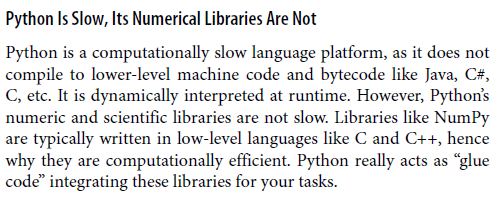 Python Is Slow, Its Numerical Libraries Are Not
Python is a computationally slow language platform, as it does not
compile to lower-level machine code and bytecode like Java, C#,
C, etc. It is dynamically interpreted at runtime. However, Python’s
numeric and scientific libraries are not slow. Libraries like NumPy
are typically written in low-level languages like C and C++, hence
why they are computationally efficient. Python really acts as “glue
code” integrating these libraries for your tasks.